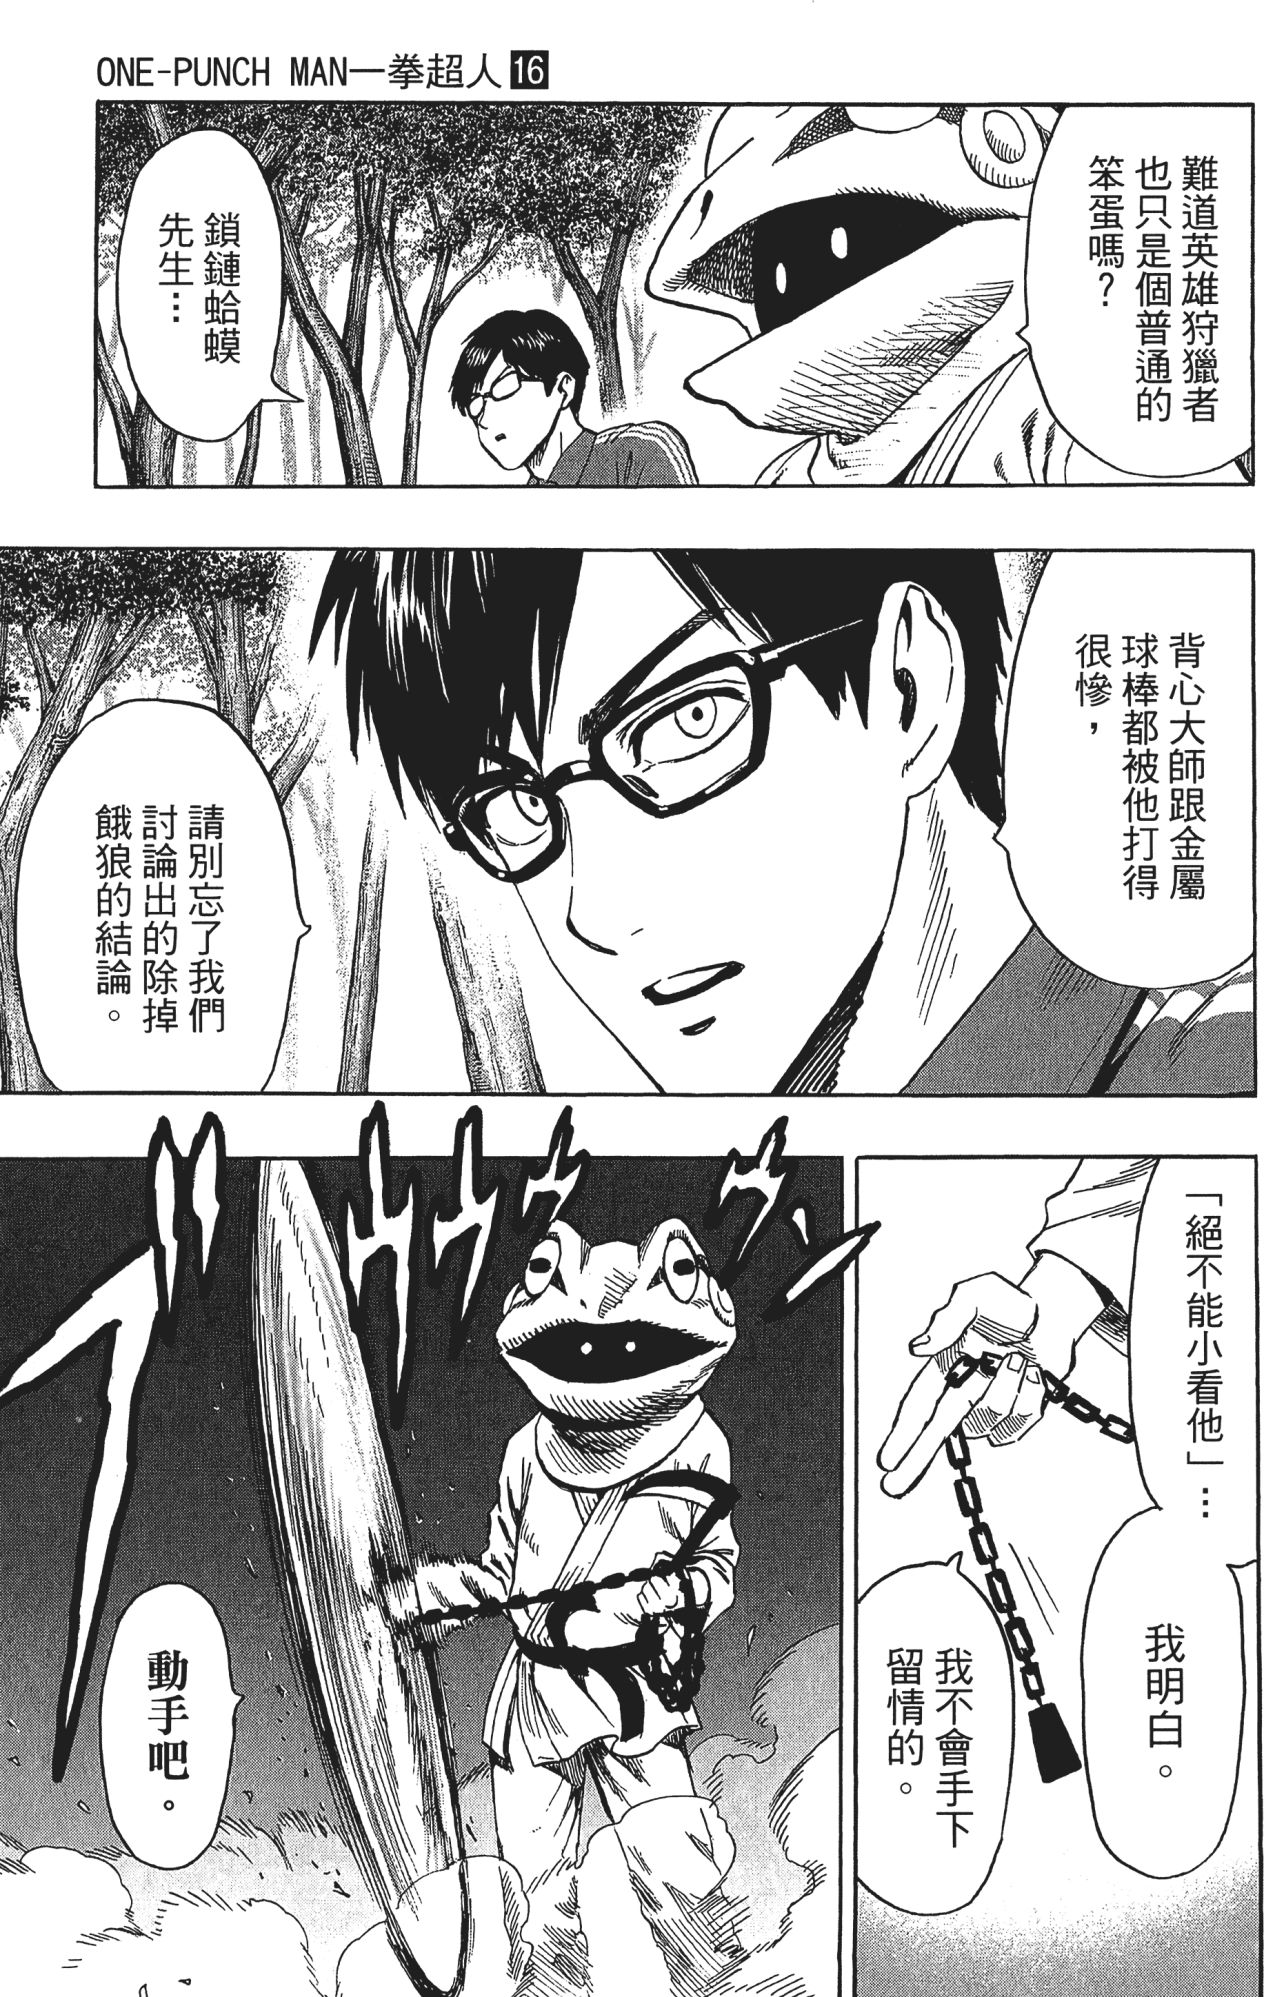 ONE-PUNCH MAN一拳超人16
難道英雄狩獵者
也只是個普通的
笨蛋嗎？
鎖鏈蛤蟆
先生…
背心大師跟金屬
球棒都被他打得
很慘，
請別忘了我們
討論出的除掉
餓狼的結論。
「絕不能小看他」…
我明白。
我不會手下
留情的。
動手吧。